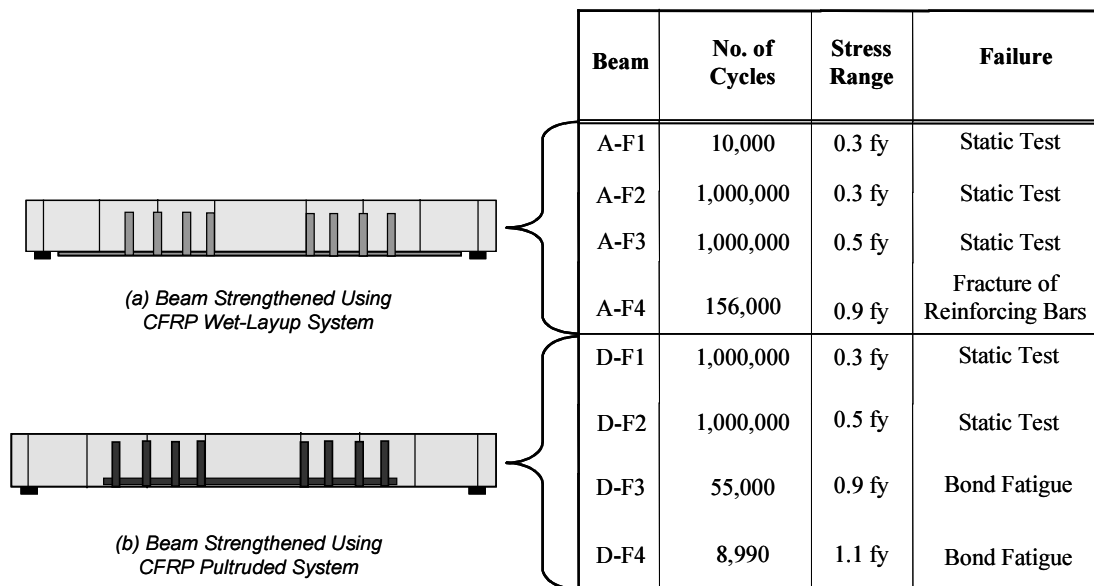 Beam
No. of
Cycles
Stress
Range
Failure
A-F1 10,000 0.3 fy Static Test
A-F2 1,000,000 0.3 fy Static Test
A-F3 1,000,000 0.5 fy Static Test
A-F4 156,000 0.9 fy Fracture of
Reinforcing Bars
(a) Beam Strengthened Using
CFRP Wet-Layup System
D-F1 1,000,000 0.3 fy Static Test
D-F2 1,000,000 0.5 fy Static Test
D-F3 55,000 0.9 fy Bond Fatigue
D-F4 8,990 1.1 fy Bond Fatigue
(b) Beam Strengthened Using
CFRP Pultruded System